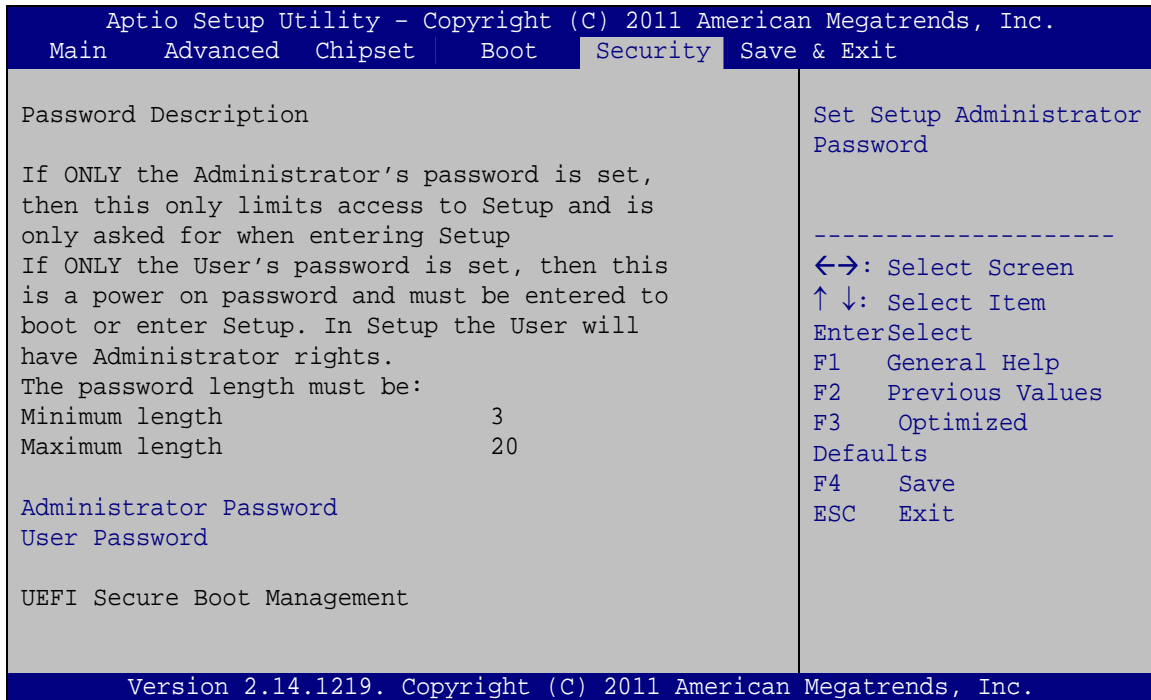 Aptio Setup Utility – Copyright (C) 2011 American Megatrends, Inc.
Main Advanced Chipset Boot Security Save & Exit
Password Description
If ONLY the Administrator’s password is set,
then this only limits access to Setup and is
only asked for when entering Setup
If ONLY the User’s password is set, then this
is a power on password and must be entered to
boot or enter Setup. In Setup the User will
have Administrator rights.
The password length must be:
Minimum length 3
Maximum length 20
Administrator Password
User Password
UEFI Secure Boot Management
Set Setup Administrator
Password
---------------------
←→: Select Screen
↑ ↓: Select Item
EnterSelect
F1 General Help
F2 Previous Values
F3 Optimized
Defaults
F4 Save
ESC Exit
Version 2.14.1219. Copyright (C) 2011 American Megatrends, Inc.